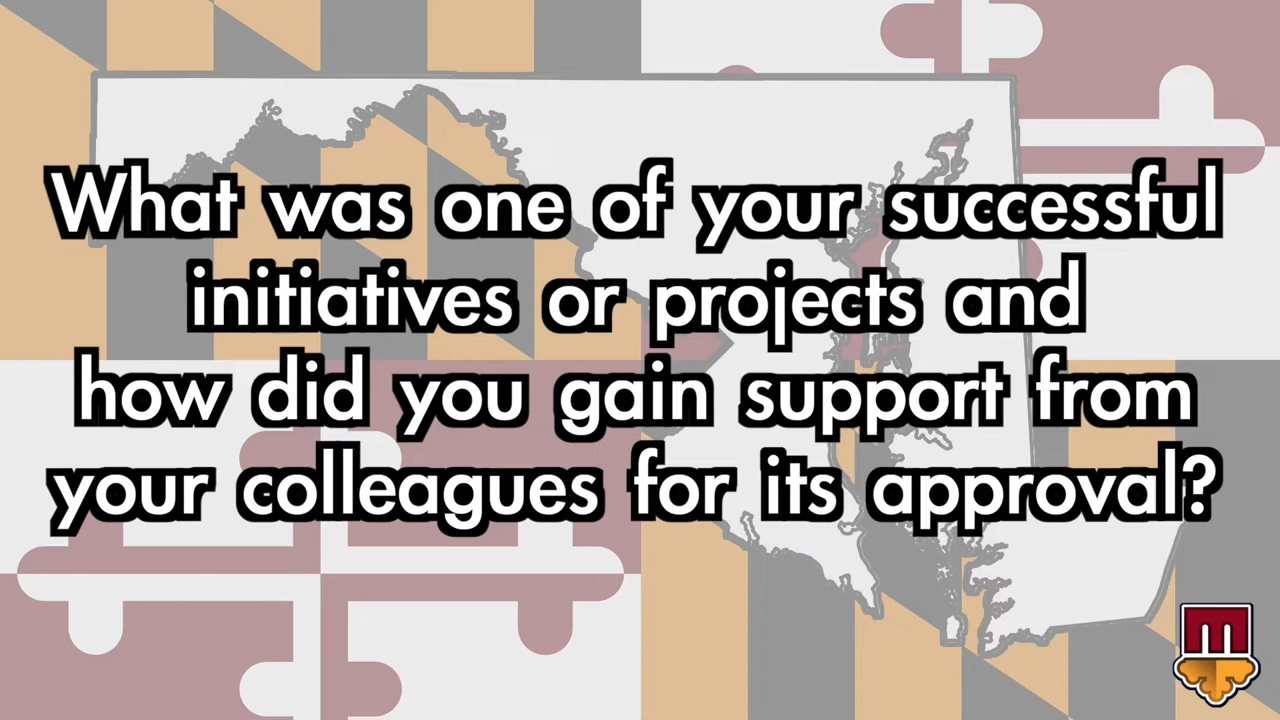 What was one of your successful
initiatives or projects and
how did you gain support from
your colleagues for its approval?
m